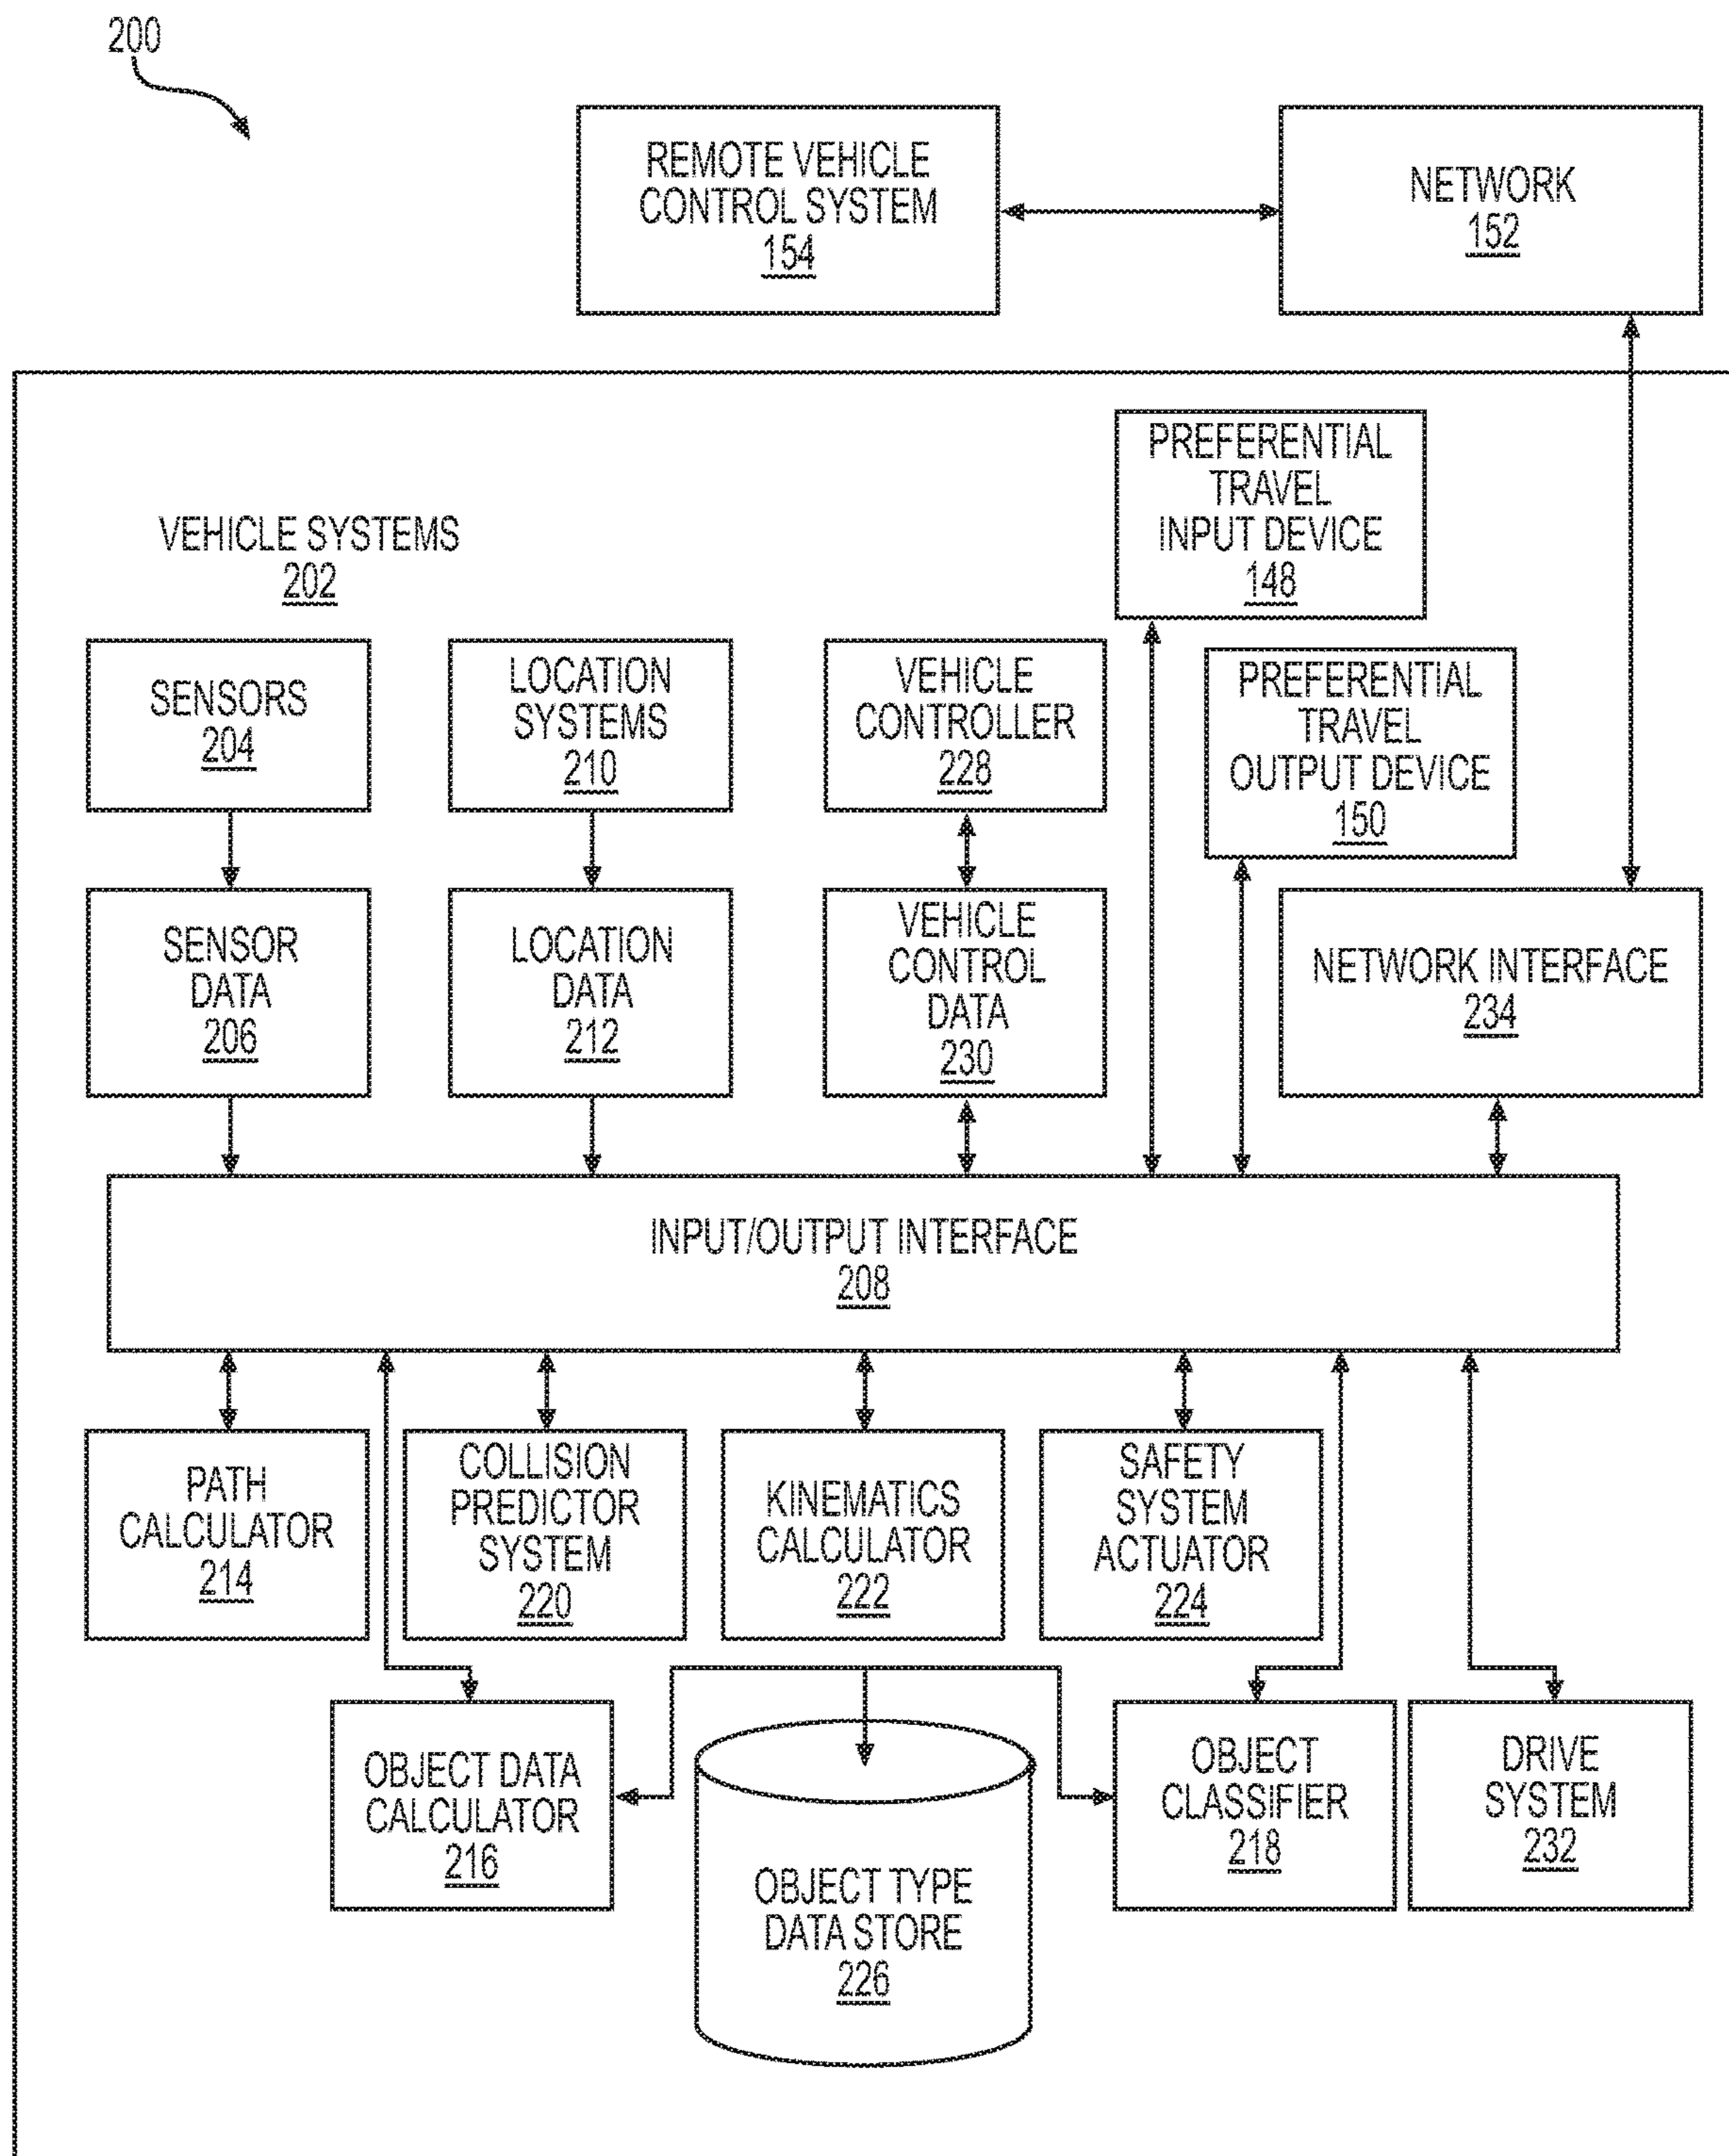 200
REMOTE VEHICLE
CONTROL SYSTEM
154
NETWORK
152
VEHICLE SYSTEMS
202
PREFERENTIAL
TRAVEL
INPUT DEVICE
148
SENSORS
204
LOCATION
SYSTEMS
210
VEHICLE
CONTROLLER
228
PREFERENTIAL
TRAVEL
OUTPUT DEVICE
150
SENSOR
DATA
206
LOCATION
DATA
212
VEHICLE
CONTROL
DATA
230
NETWORK INTERFACE
234
INPUT/OUTPUT INTERFACE
208
PATH
CALCULATOR
214
COLLISION
PREDICTOR
SYSTEM
220
KINEMATICS
CALCULATOR
222
SAFETY
SYSTEM
ACTUATOR
224
OBJECT DATA
CALCULATOR
216
OBJECT TYPE
DATA STORE
226
OBJECT
CLASSIFIER
218
DRIVE
SYSTEM
232